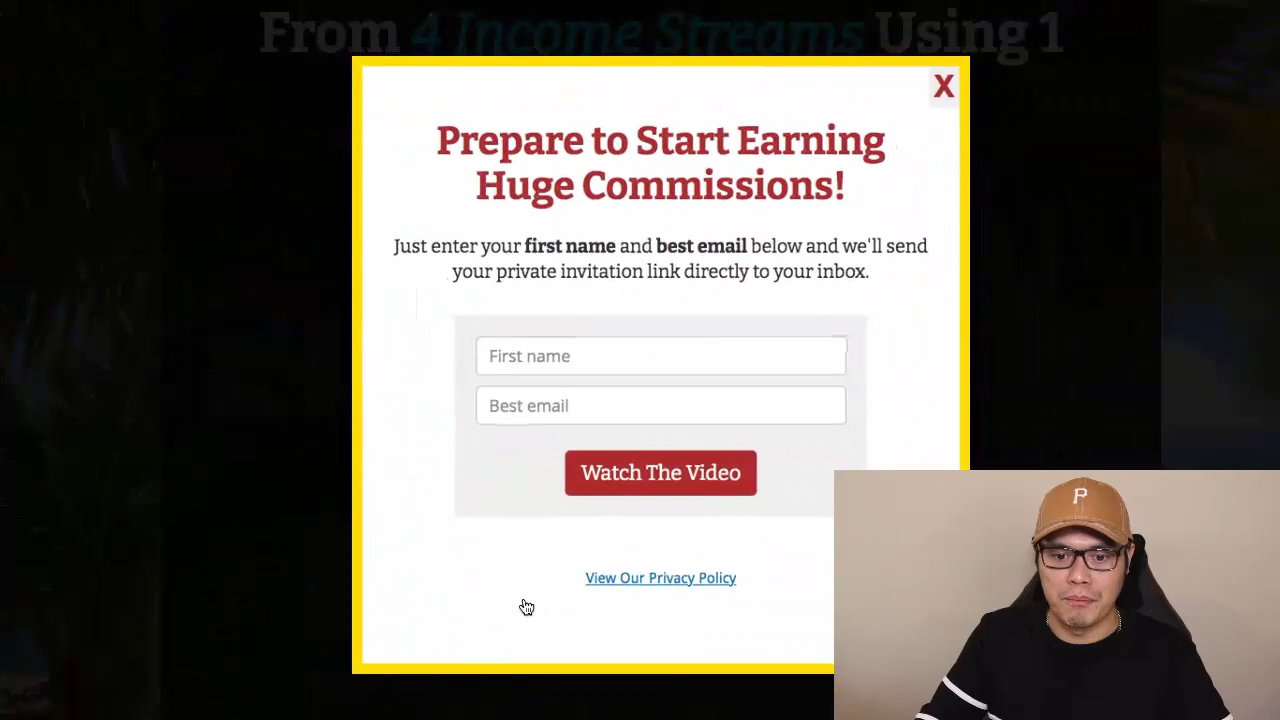 From 4 Income Streams Using 1
X
Prepare to Start Earning
Huge Commissions!
Just enter your first name and best email below and we'll send
your private invitation link directly to your inbox.
First name
Best email
Watch The Video
View Our Privacy Policy
P